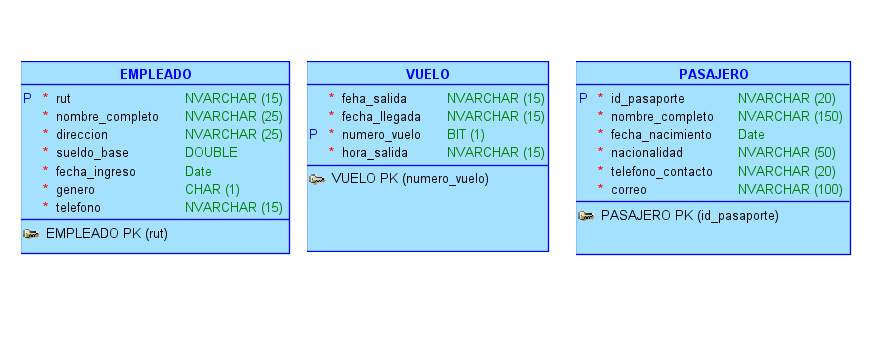 EMPLEADO
P * rut NVARCHAR (15)
* nombre_completo NVARCHAR (25)
* direccion NVARCHAR (25)
* sueldo_base DOUBLE
* fecha_ingreso Date
* genero CHAR (1)
* telefono NVARCHAR (15)
EMPLEADO PK (rut)
VUELO
* feha_salida NVARCHAR (15)
* fecha_llegada NVARCHAR (15)
P * numero_vuelo BIT (1)
* hora_salida NVARCHAR (15)
VUELO PK (numero_vuelo)
PASAJERO
P * id_pasaporte NVARCHAR (20)
* nombre_completo NVARCHAR (150)
* fecha_nacimiento Date
* nacionalidad NVARCHAR (50)
* telefono_contacto NVARCHAR (20)
* correo NVARCHAR (100)
PASAJERO PK (id_pasaporte)